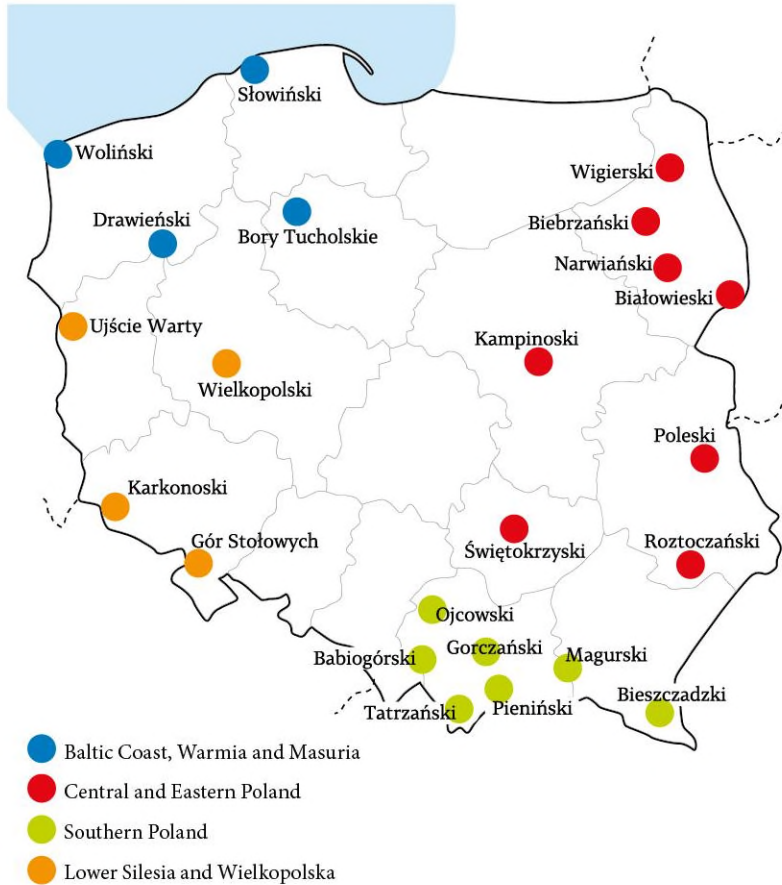 Słowiński
Woliński
Wigierski
Drawieński
Bory Tucholskie
Biebrzański
Narwiański
Białowieski
Ujście Warty
Kampinoski
Wielkopolski
Poleski
Karkonoski
Gór Stołowych
Świętokrzyski
Roztoczański
Ojcowski
Gorczański
Babiogórski
Magurski
Bieszczadzki
Tatrzański
Pieniński
Baltic Coast, Warmia and Masuria
Central and Eastern Poland
Southern Poland
Lower Silesia and Wielkopolska